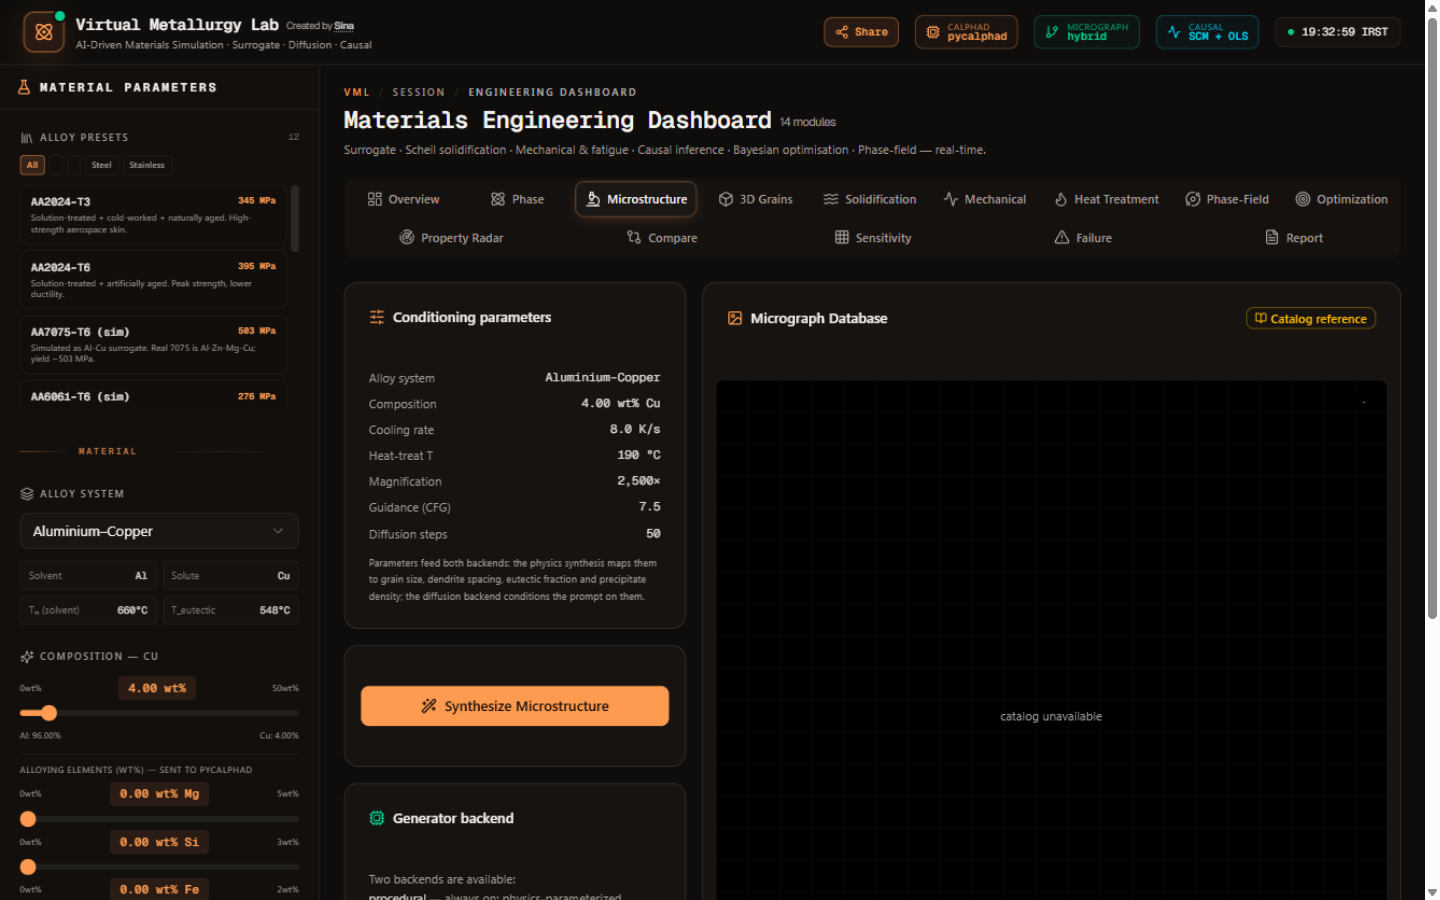 Virtual Metallurgy Lab Created by Sina
AI-Driven Materials Simulation · Surrogate · Diffusion · Causal
Share
CALPHAD
pycalphad
MICROGRAPH
hybrid
CAUSAL
SCM + OLS
19:32:59 IRST
MATERIAL PARAMETERS
ALLOY PRESETS 12
All
Steel
Stainless
AA2024-T3 345 MPa
Solution-treated + cold-worked + naturally aged. High-
strength aerospace skin.
AA2024-T6 395 MPa
Solution-treated + artificially aged. Peak strength, lower
ductility.
AA7075-T6 (sim) 503 MPa
Simulated as Al-Cu surrogate. Real 7075 is Al-Zn-Mg-Cu;
yield ~503 MPa.
AA6061-T6 (sim) 276 MPa
MATERIAL
ALLOY SYSTEM
Aluminium–Copper
Solvent Al
Solute Cu
Tₘ (solvent) 660°C
T_eutectic 548°C
COMPOSITION — CU
0wt% 4.00 wt% 50wt%
Al: 96.00% Cu: 4.00%
ALLOYING ELEMENTS (WT%) — SENT TO PYCALPHAD
0wt% 0.00 wt% Mg 5wt%
0wt% 0.00 wt% Si 3wt%
0wt% 0.00 wt% Fe 2wt%
VML / SESSION / ENGINEERING DASHBOARD
Materials Engineering Dashboard 14 modules
Surrogate · Scheil solidification · Mechanical & fatigue · Causal inference · Bayesian optimisation · Phase-field — real-time.
Overview
Phase
Microstructure
3D Grains
Solidification
Mechanical
Heat Treatment
Phase-Field
Optimization
Property Radar
Compare
Sensitivity
Failure
Report
Conditioning parameters
Alloy system Aluminium-Copper
Composition 4.00 wt% Cu
Cooling rate 8.0 K/s
Heat-treat T 190 °C
Magnification 2,500×
Guidance (CFG) 7.5
Diffusion steps 50
Parameters feed both backends: the physics synthesis maps them
to grain size, dendrite spacing, eutectic fraction and precipitate
density; the diffusion backend conditions the prompt on them.
Synthesize Microstructure
Generator backend
Two backends are available:
procedural — always on; physics-parameterized
Micrograph Database
Catalog reference
catalog unavailable